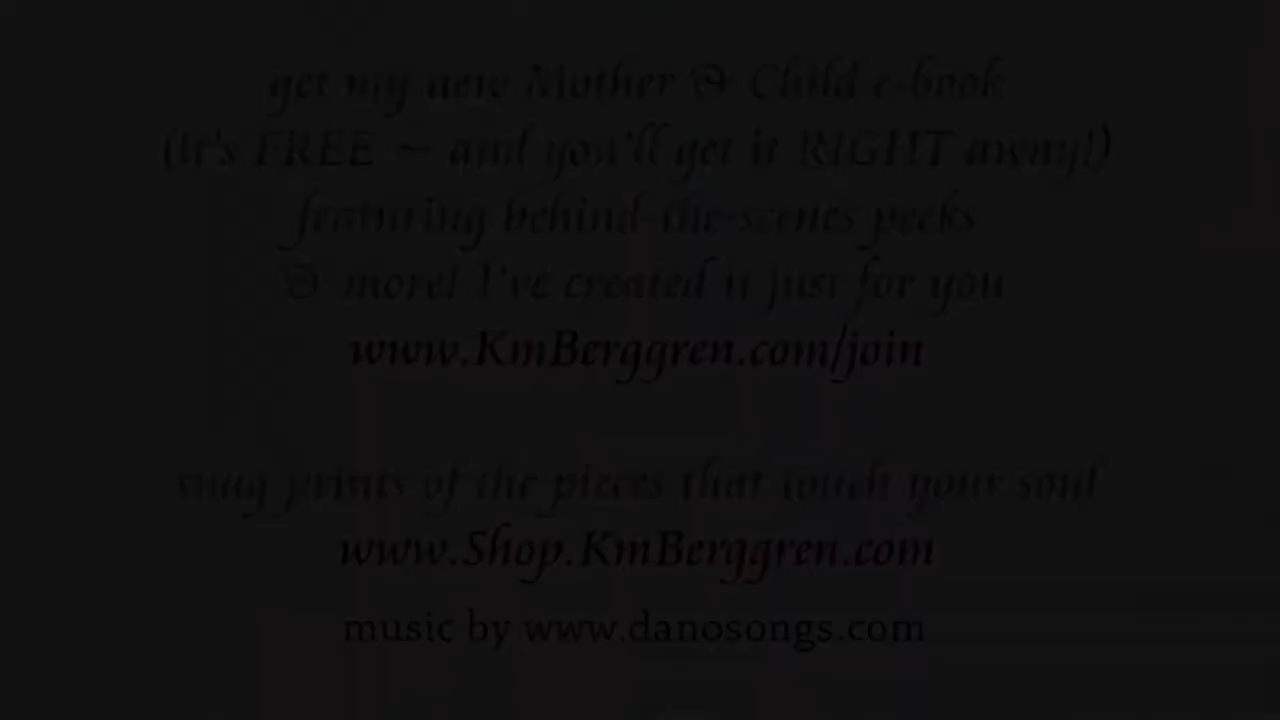 get my new Mother & Child e-book
(It's FREE ~ and you'll get it RIGHT away!)
featuring behind-the-scenes peeks
& more! I've created it just for you
www.KmBerggren.com/join
snag prints of the pieces that touch your soul
www.Shop.KmBerggren.com
music by www.danosongs.com